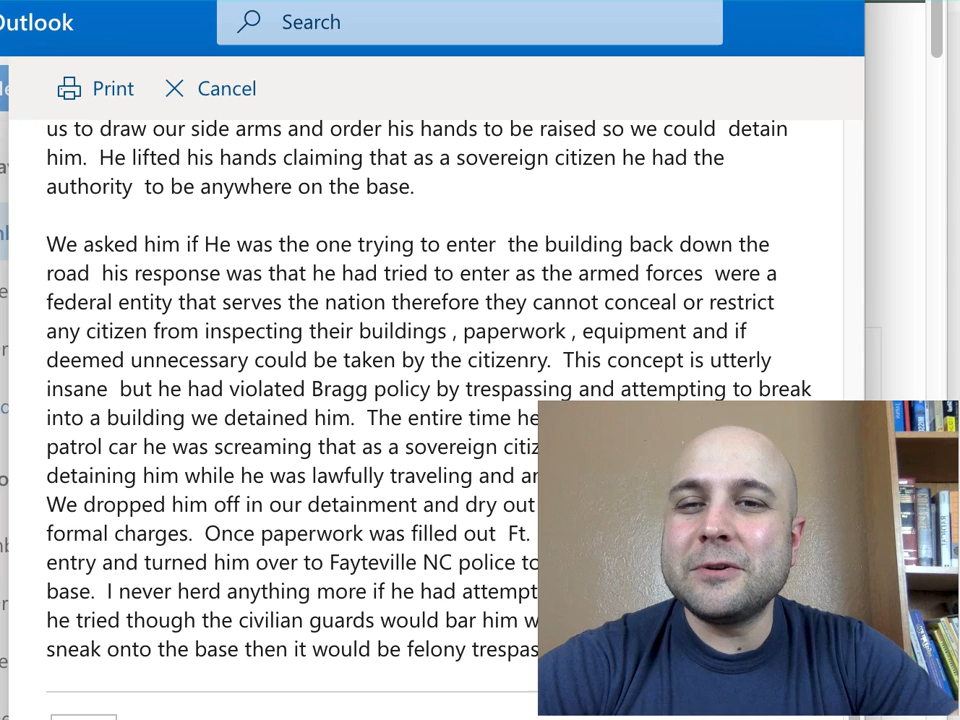 Outlook
Search
Print Cancel
us to draw our side arms and order his hands to be raised so we could detain
him. He lifted his hands claiming that as a sovereign citizen he had the
authority to be anywhere on the base.
We asked him if He was the one trying to enter the building back down the
road his response was that he had tried to enter as the armed forces were a
federal entity that serves the nation therefore they cannot conceal or restrict
any citizen from inspecting their buildings , paperwork , equipment and if
deemed unnecessary could be taken by the citizenry. This concept is utterly
insane but he had violated Bragg policy by trespassing and attempting to break
into a building we detained him. The entire time he
patrol car he was screaming that as a sovereign citiz
detaining him while he was lawfully traveling and ar
We dropped him off in our detainment and dry out
formal charges. Once paperwork was filled out Ft.
entry and turned him over to Fayteville NC police to
base. I never herd anything more if he had attempt
he tried though the civilian guards would bar him w
sneak onto the base then it would be felony trespas